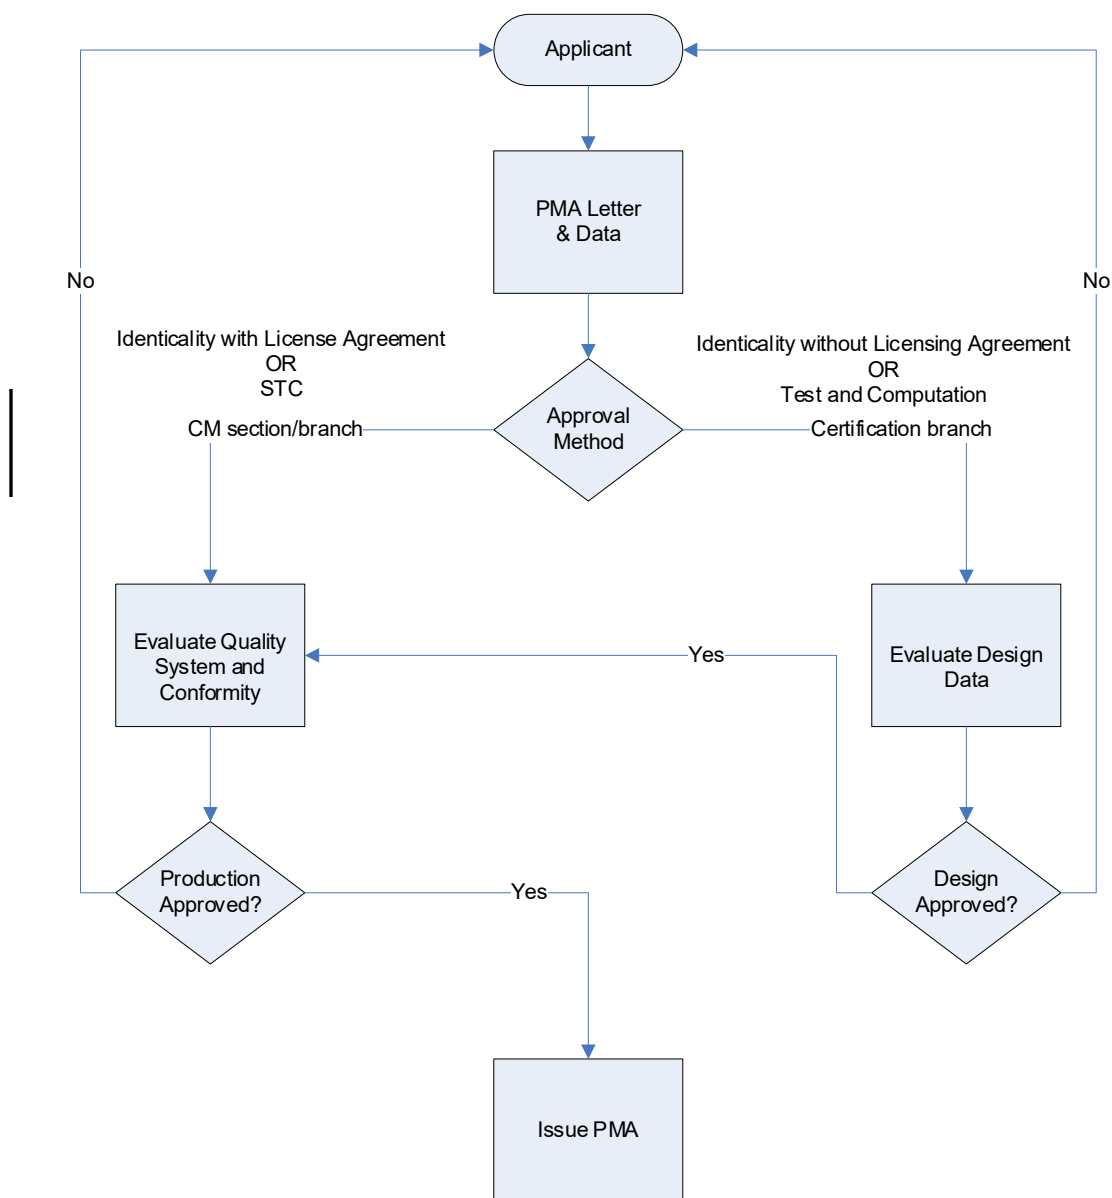 Applicant
PMA Letter
& Data
No
No
Identicality with License Agreement
OR
STC
Identicality without Licensing Agreement
OR
Test and Computation
CM section/branch
Approval
Method
Certification branch
Evaluate Quality
System and
Conformity
Yes
Evaluate Design
Data
Production
Approved?
Yes
Design
Approved?
Issue PMA